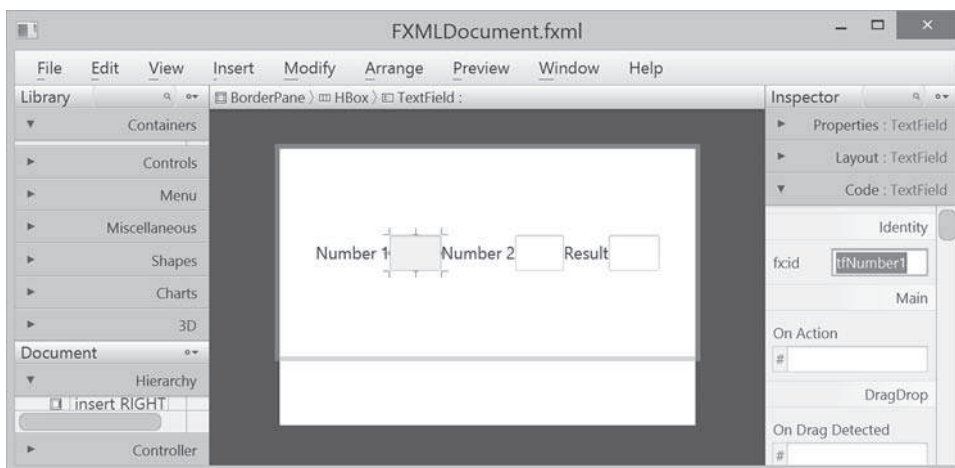 FXMLDocument.fxml
File Edit View Insert Modify Arrange Preview Window Help
Library
BorderPane HBox TextField :
Inspector
Containers
Controls
Menu
Miscellaneous
Shapes
Charts
3D
Document
Hierarchy
insert RIGHT
Controller
Number 1
Number 2
Result
Properties : TextField
Layout : TextField
Code : TextField
Identity
fx:id
tfNumber1
Main
On Action
#
DragDrop
On Drag Detected
#